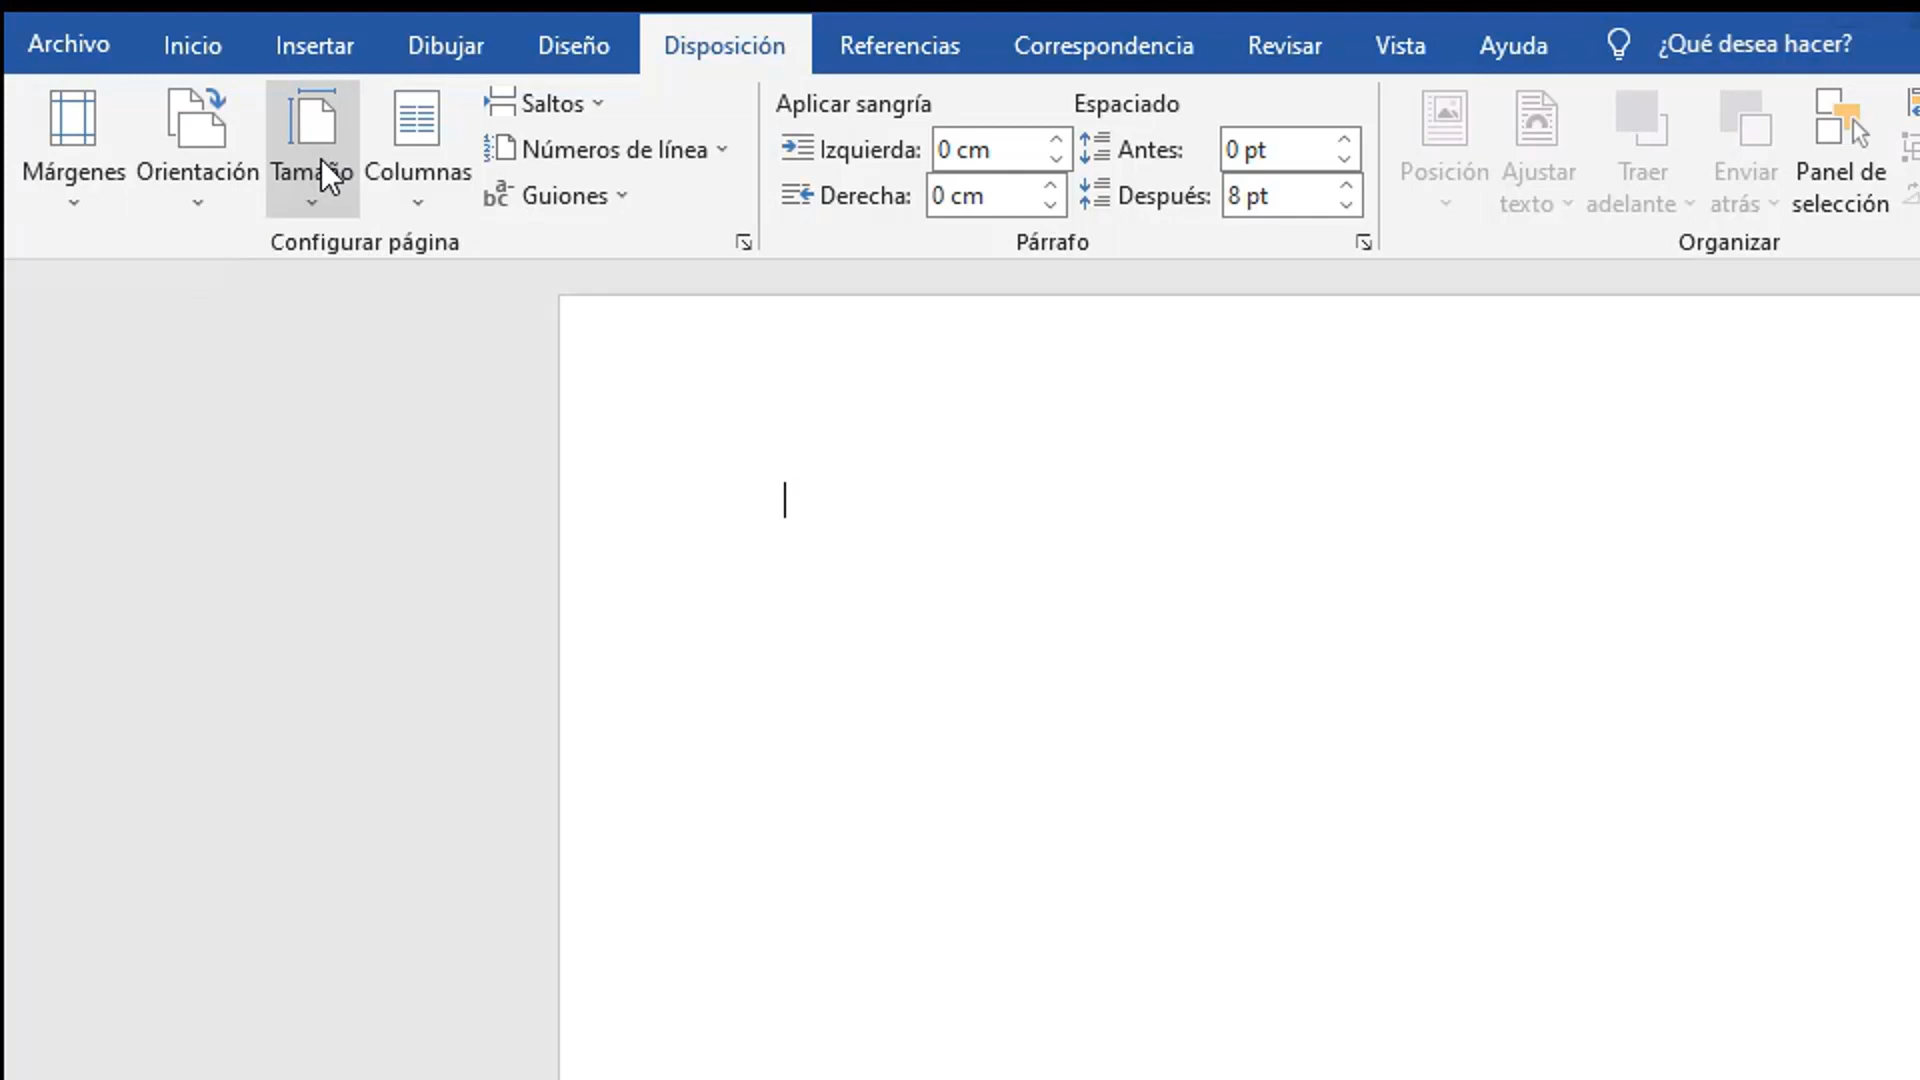 Archivo Inicio Insertar Dibujar Diseño Disposición Referencias Correspondencia Revisar Vista Ayuda ¿Qué desea hacer?
Márgenes Orientación Tamaño Columnas
Saltos
Números de línea
bc a- Guiones
Configurar página
Aplicar sangría Espaciado
Izquierda: 0 cm Antes: 0 pt
Derecha: 0 cm Después: 8 pt
Párrafo
Posición Ajustar texto Traer adelante Enviar atrás Panel de selección
Organizar